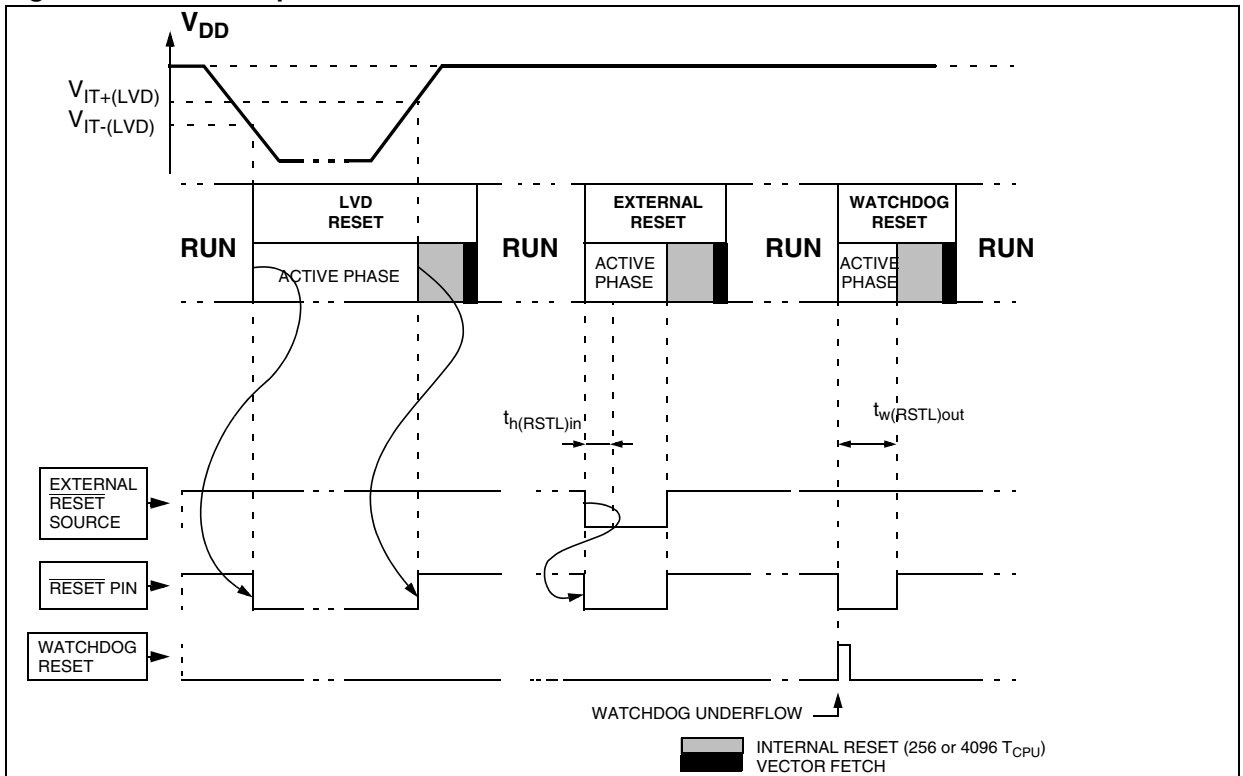 V_DD
V_IT+(LVD)
V_IT-(LVD)
LVD
RESET
EXTERNAL
RESET
WATCHDOG
RESET
RUN
RUN
RUN
RUN
ACTIVE PHASE
ACTIVE
PHASE
ACTIVE
PHASE
t_h(RSTL)in
t_w(RSTL)out
EXTERNAL
RESET
SOURCE
RESET PIN
WATCHDOG
RESET
WATCHDOG UNDERFLOW
INTERNAL RESET (256 or 4096 T_CPU)
VECTOR FETCH